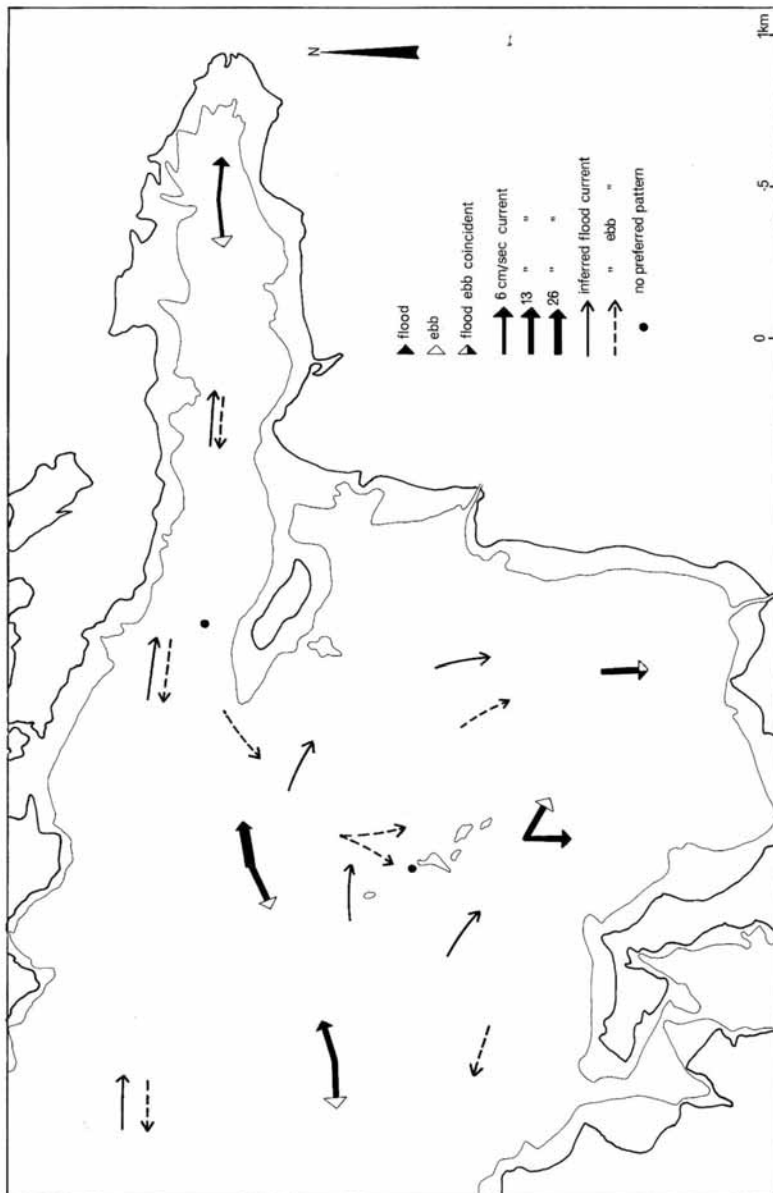 N
flood
ebb
flood ebb coincident
6 cm/sec current
13 " "
26 " "
inferred flood current
" ebb "
no preferred pattern
0 ·5 1km